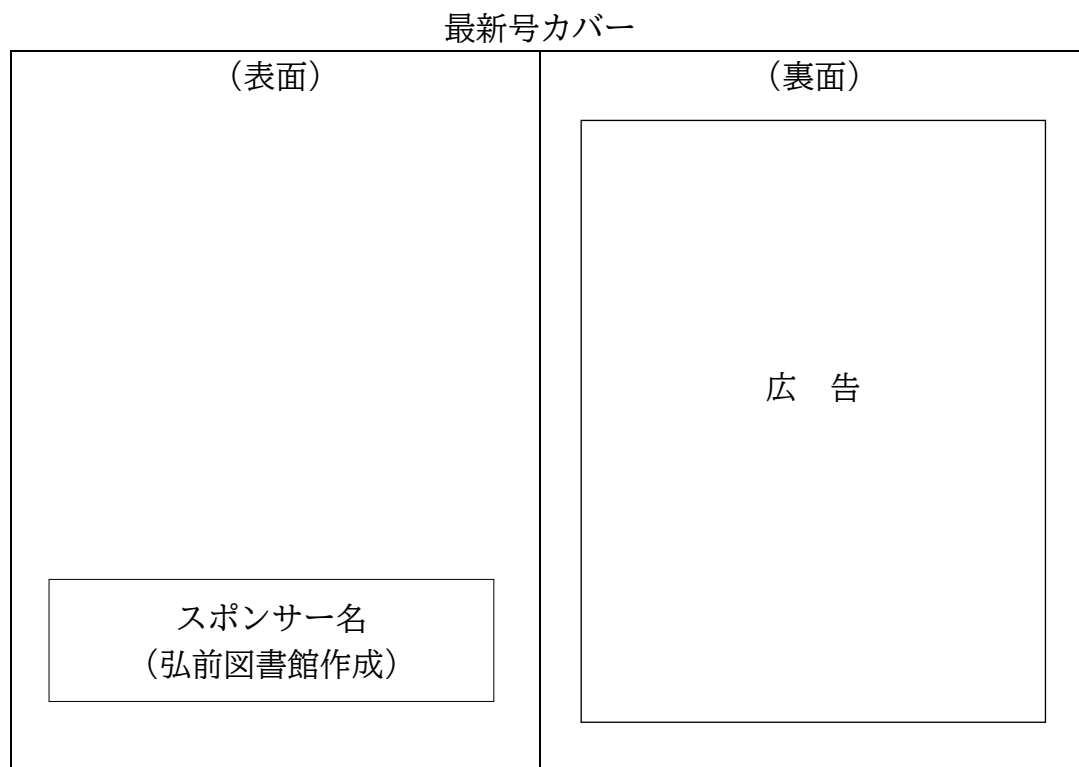 最新号カバー
（表面）
スポンサー名
（弘前図書館作成）
（裏面）
広　告